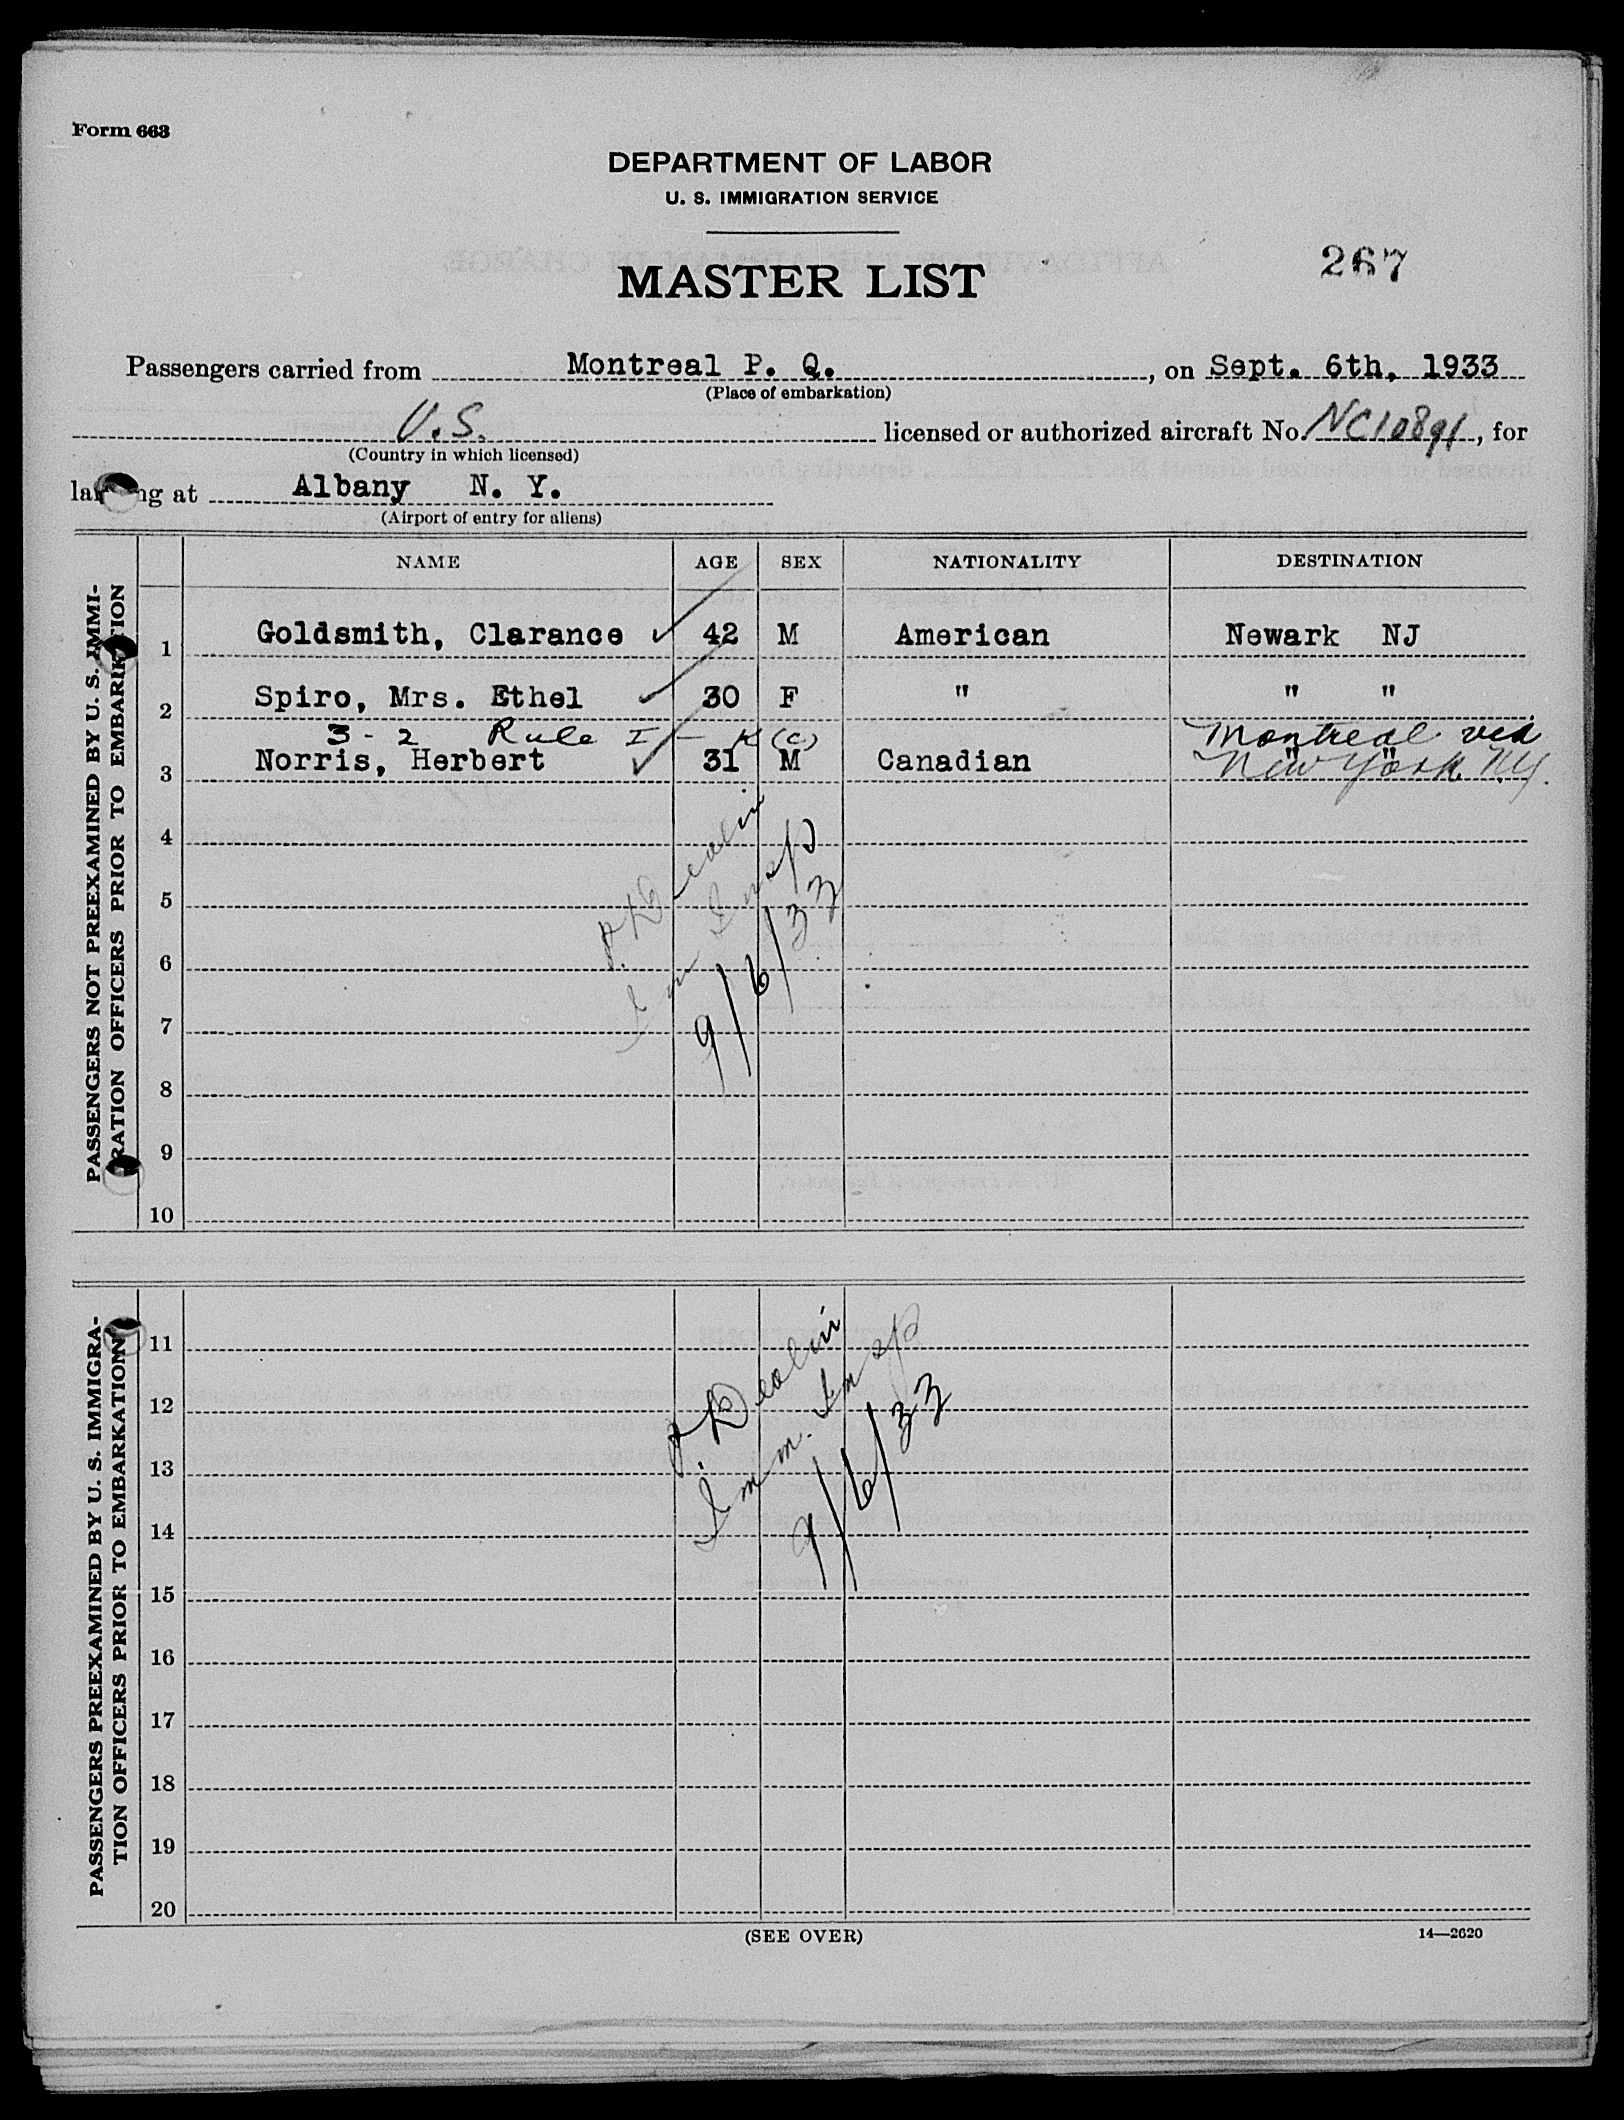 Form 663
DEPARTMENT OF LABOR
U. S. IMMIGRATION SERVICE
267
MASTER LIST
Passengers carried from Montreal P. Q., on Sept. 6th, 1933
(Place of embarkation)
U.S. licensed or authorized aircraft No. NC10891, for
(Country in which licensed)
landing at Albany N. Y.
(Airport of entry for aliens)
PASSENGERS NOT PREEXAMINED BY U. S. IMMI-
GRATION OFFICERS PRIOR TO EMBARKATION
NAME AGE SEX NATIONALITY DESTINATION
1 Goldsmith, Clarance ✓ 42 M American Newark NJ
2 Spiro, Mrs. Ethel ✓ 30 F " " "
3-2 Rule I - K (c) Montreal via
3 Norris, Herbert ✓ 31 M Canadian " " New York N.Y.
4
5
6
7
8
9
10
Imm Insp
9/6/33
PASSENGERS PREEXAMINED BY U. S. IMMIGRA-
TION OFFICERS PRIOR TO EMBARKATION
11
12
13
14
15
16
17
18
19
20
Imm. Insp
9/6/33
(SEE OVER)
14—2620